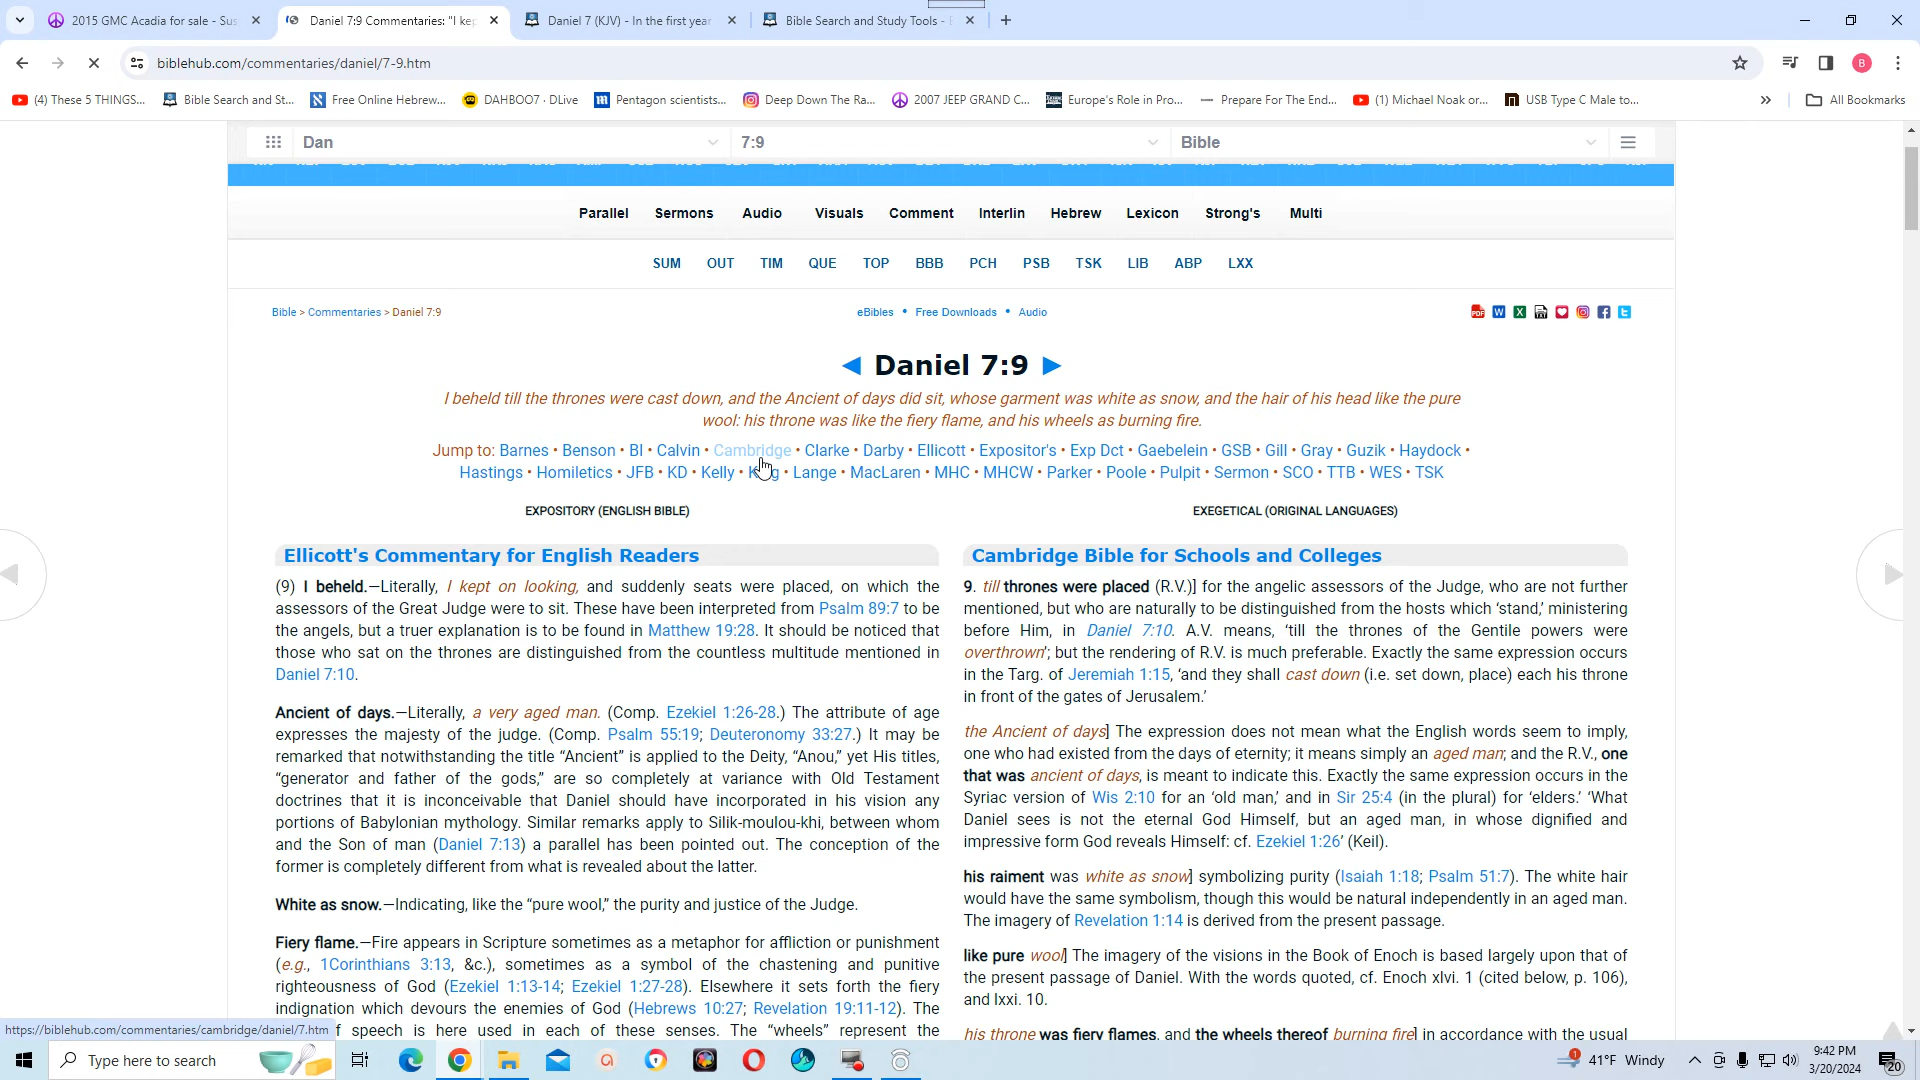 2015 GMC Acadia for sale - Sus
Daniel 7:9 Commentaries: "I kep
Daniel 7 (KJV) - In the first year
Bible Search and Study Tools -
biblehub.com/commentaries/daniel/7-9.htm
B
(4) These 5 THINGS...
Bible Search and St...
Free Online Hebrew...
DAHBOO7 · DLive
Pentagon scientists...
Deep Down The Ra...
2007 JEEP GRAND C...
Europe's Role in Pro...
Prepare For The End...
(1) Michael Noak or...
USB Type C Male to...
All Bookmarks
Dan
7:9
Bible
Parallel Sermons Audio Visuals Comment Interlin Hebrew Lexicon Strong's Multi
SUM OUT TIM QUE TOP BBB PCH PSB TSK LIB ABP LXX
Bible > Commentaries > Daniel 7:9
eBibles • Free Downloads • Audio
◄ Daniel 7:9 ►
I beheld till the thrones were cast down, and the Ancient of days did sit, whose garment was white as snow, and the hair of his head like the pure
wool: his throne was like the fiery flame, and his wheels as burning fire.
Jump to: Barnes • Benson • BI • Calvin • Cambridge • Clarke • Darby • Ellicott • Expositor's • Exp Dct • Gaebelein • GSB • Gill • Gray • Guzik • Haydock •
Hastings • Homiletics • JFB • KD • Kelly • • Lange • MacLaren • MHC • MHCW • Parker • Poole • Pulpit • Sermon • SCO • TTB • WES • TSK
EXPOSITORY (ENGLISH BIBLE)
Ellicott's Commentary for English Readers
(9) I beheld.—Literally, I kept on looking, and suddenly seats were placed, on which the
assessors of the Great Judge were to sit. These have been interpreted from Psalm 89:7 to be
the angels, but a truer explanation is to be found in Matthew 19:28. It should be noticed that
those who sat on the thrones are distinguished from the countless multitude mentioned in
Daniel 7:10.
Ancient of days.—Literally, a very aged man. (Comp. Ezekiel 1:26-28.) The attribute of age
expresses the majesty of the judge. (Comp. Psalm 55:19; Deuteronomy 33:27.) It may be
remarked that notwithstanding the title “Ancient” is applied to the Deity, “Anou,” yet His titles,
“generator and father of the gods,” are so completely at variance with Old Testament
doctrines that it is inconceivable that Daniel should have incorporated in his vision any
portions of Babylonian mythology. Similar remarks apply to Silik-moulou-khi, between whom
and the Son of man (Daniel 7:13) a parallel has been pointed out. The conception of the
former is completely different from what is revealed about the latter.
White as snow.—Indicating, like the “pure wool,” the purity and justice of the Judge.
Fiery flame.—Fire appears in Scripture sometimes as a metaphor for affliction or punishment
(e.g., 1Corinthians 3:13, &c.), sometimes as a symbol of the chastening and punitive
righteousness of God (Ezekiel 1:13-14; Ezekiel 1:27-28). Elsewhere it sets forth the fiery
indignation which devours the enemies of God (Hebrews 10:27; Revelation 19:11-12). The
f speech is here used in each of these senses. The “wheels” represent the
EXEGETICAL (ORIGINAL LANGUAGES)
Cambridge Bible for Schools and Colleges
9. till thrones were placed (R.V.)] for the angelic assessors of the Judge, who are not further
mentioned, but who are naturally to be distinguished from the hosts which ‘stand,’ ministering
before Him, in Daniel 7:10. A.V. means, ‘till the thrones of the Gentile powers were
overthrown’; but the rendering of R.V. is much preferable. Exactly the same expression occurs
in the Targ. of Jeremiah 1:15, ‘and they shall cast down (i.e. set down, place) each his throne
in front of the gates of Jerusalem.’
the Ancient of days] The expression does not mean what the English words seem to imply,
one who had existed from the days of eternity; it means simply an aged man; and the R.V., one
that was ancient of days, is meant to indicate this. Exactly the same expression occurs in the
Syriac version of Wis 2:10 for an ‘old man,’ and in Sir 25:4 (in the plural) for ‘elders.’ ‘What
Daniel sees is not the eternal God Himself, but an aged man, in whose dignified and
impressive form God reveals Himself: cf. Ezekiel 1:26’ (Keil).
his raiment was white as snow] symbolizing purity (Isaiah 1:18; Psalm 51:7). The white hair
would have the same symbolism, though this would be natural independently in an aged man.
The imagery of Revelation 1:14 is derived from the present passage.
like pure wool] The imagery of the visions in the Book of Enoch is based largely upon that of
the present passage of Daniel. With the words quoted, cf. Enoch xlvi. 1 (cited below, p. 106),
and lxxi. 10.
his throne was fiery flames, and the wheels thereof burning fire] in accordance with the usual
https://biblehub.com/commentaries/cambridge/daniel/7.htm
Type here to search
41°F Windy
9:42 PM
3/20/2024
20